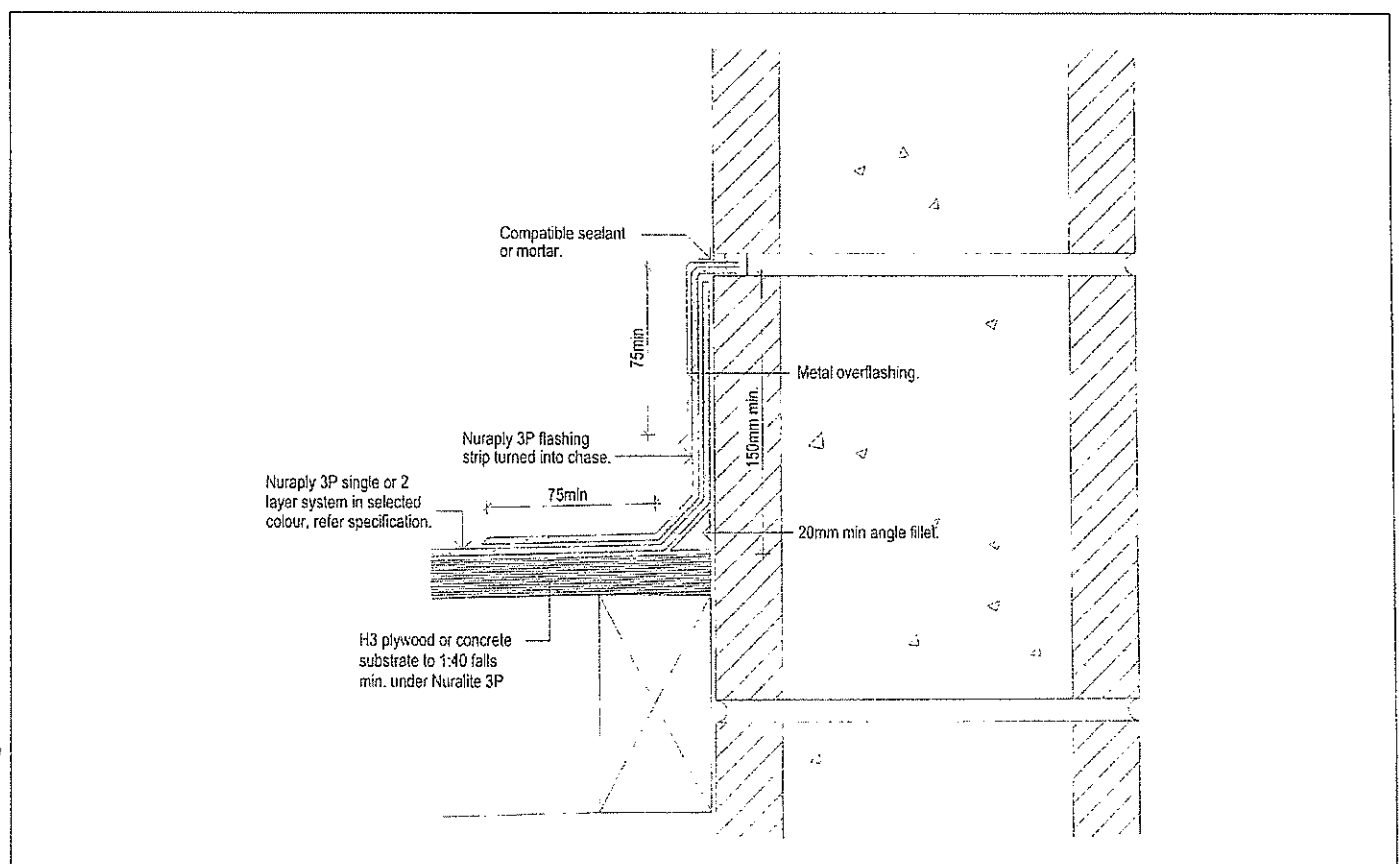 Compatible sealant
or mortar.
75min
Metal overflashing.
150mm min.
Nuraply 3P flashing
strip turned into chase.
Nuraply 3P single or 2
layer system in selected
colour, refer specification.
75min
20mm min angle fillet.
H3 plywood or concrete
substrate to 1:40 falls
min. under Nuralite 3P